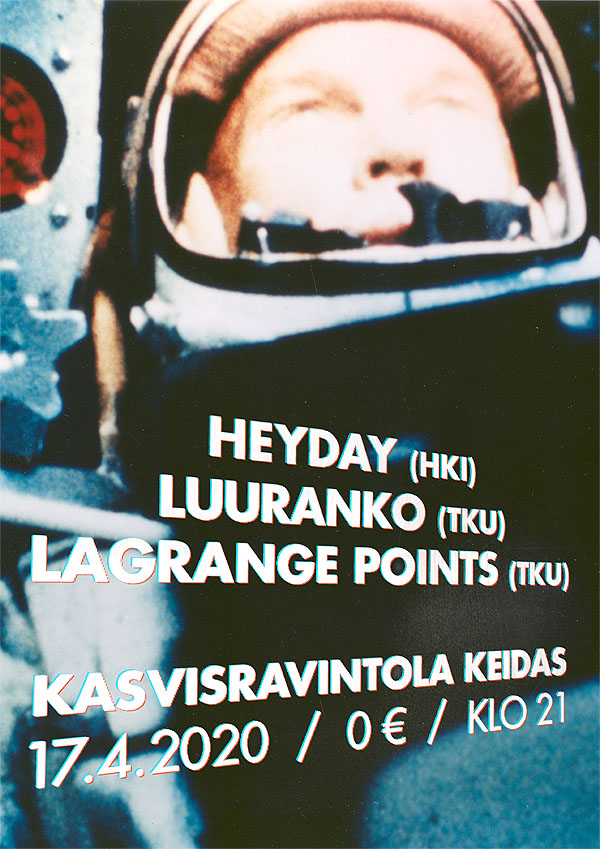 HEYDAY (HKI)
LUURANKO (TKU)
LAGRANGE POINTS (TKU)
KASVISRAVINTOLA KEIDAS
17.4.2020 / 0 € / KLO 21